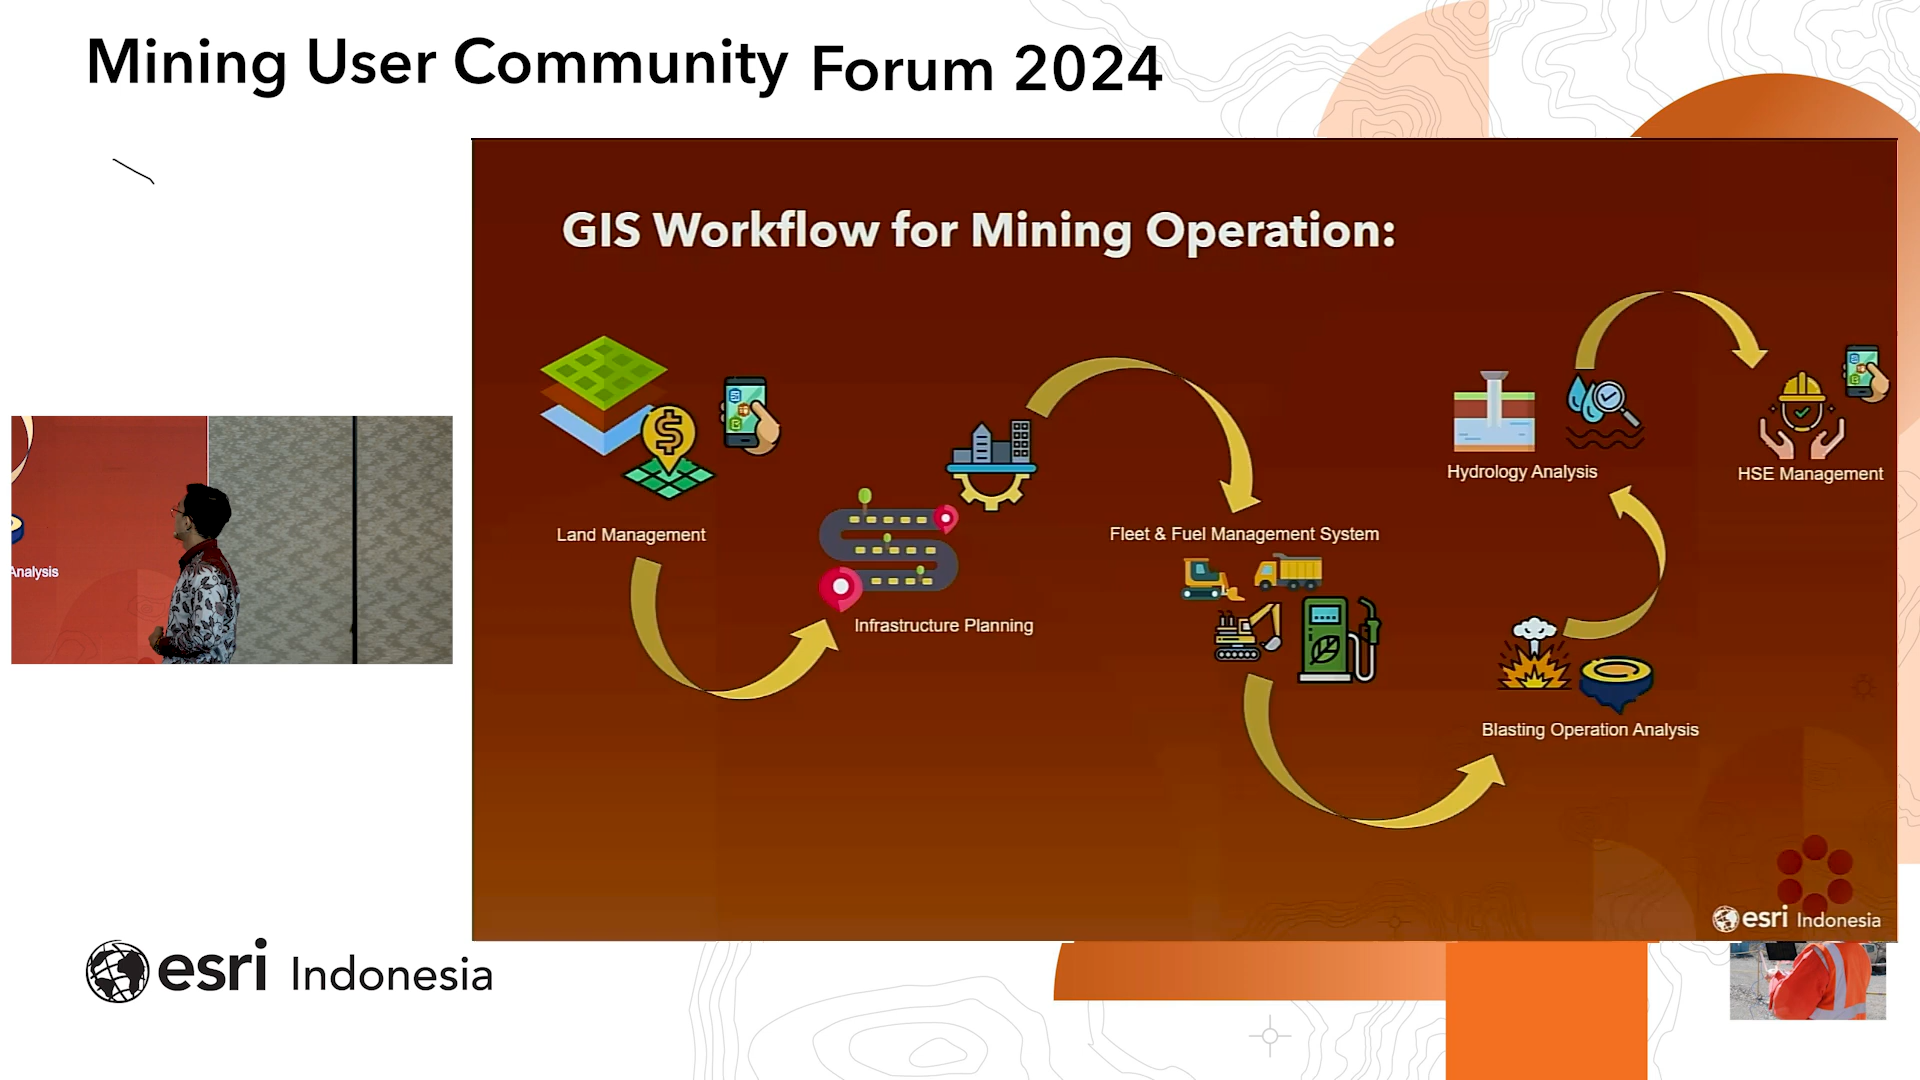 Mining User Community Forum 2024
GIS Workflow for Mining Operation:
Land Management
Infrastructure Planning
Fleet & Fuel Management System
Blasting Operation Analysis
Hydrology Analysis
HSE Management
esri Indonesia
Analysis
esri Indonesia